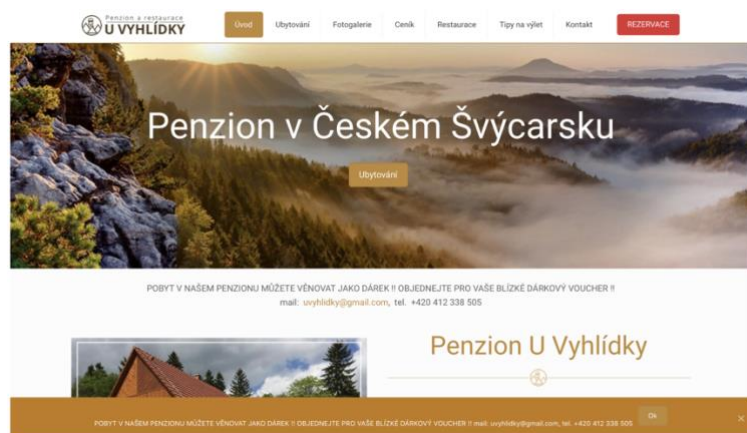 Penzion a restaurace
U VYHLÍDKY
Úvod
Ubytování
Fotogalerie
Ceník
Restaurace
Tipy na výlet
Kontakt
REZERVACE
Penzion v Českém Švýcarsku
Ubytování
POBYT V NAŠEM PENZIONU MŮŽETE VĚNOVAT JAKO DÁREK !! OBJEDNEJTE PRO VAŠE BLÍZKÉ DÁRKOVÝ VOUCHER !!
mail: uvyhlidky@gmail.com, tel. +420 412 338 505
Penzion U Vyhlídky
POBYT V NAŠEM PENZIONU MŮŽETE VĚNOVAT JAKO DÁREK !! OBJEDNEJTE PRO VAŠE BLÍZKÉ DÁRKOVÝ VOUCHER !! mail: uvyhlidky@gmail.com, tel. +420 412 338 505
Ok